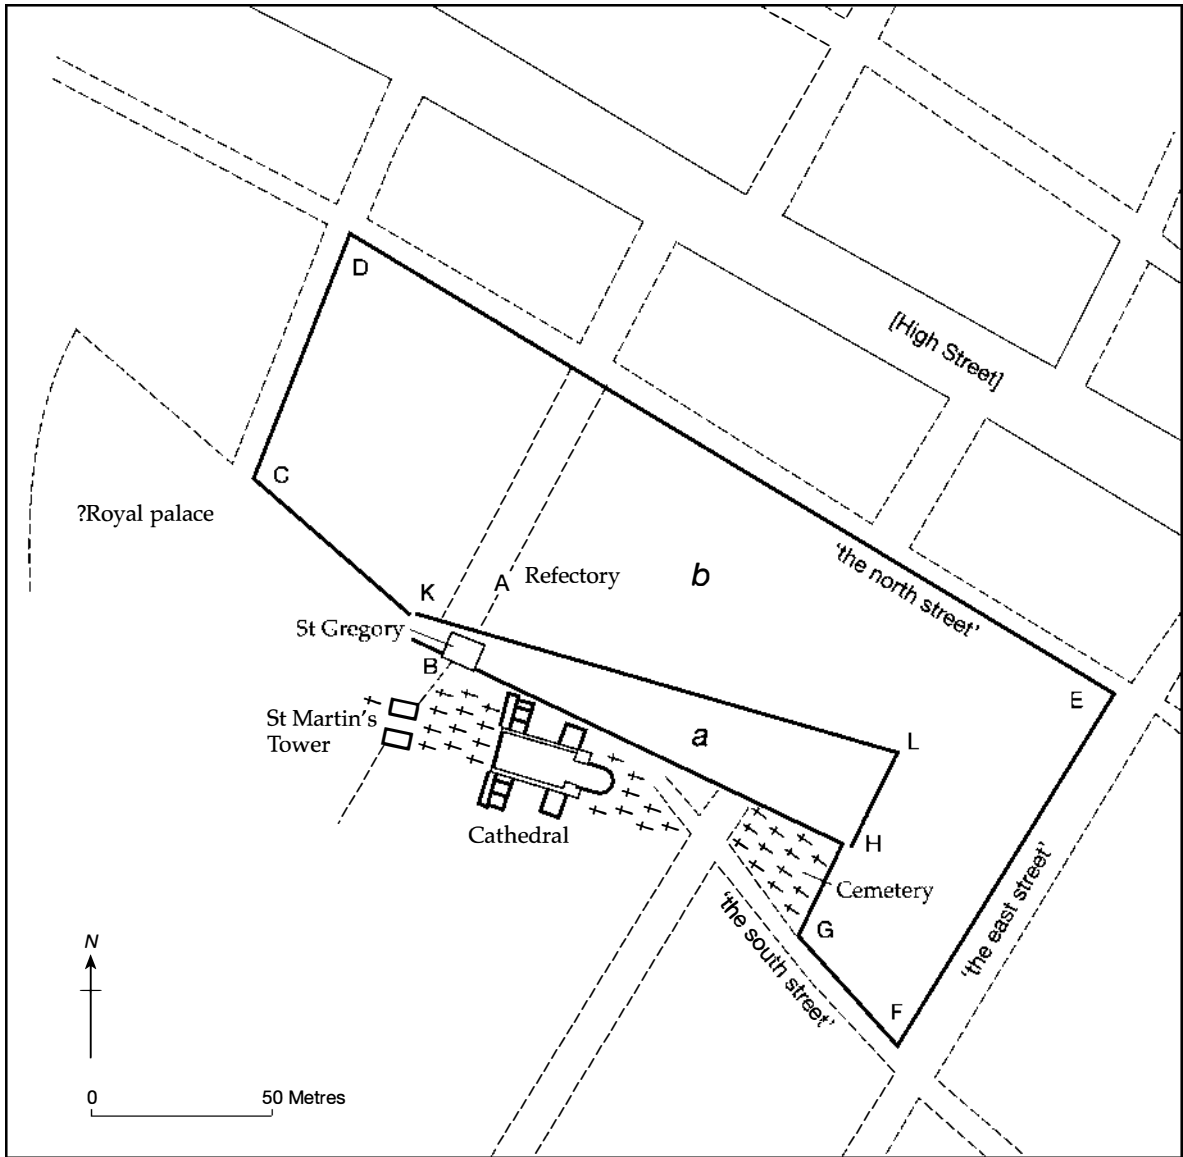 D
[High Street]
C
?Royal palace
'the north street'
b
A
Refectory
K
St Gregory
B
E
St Martin's
Tower
a
L
Cathedral
H
Cemetery
G
'the south street'
'the east street'
F
N
0
50 Metres